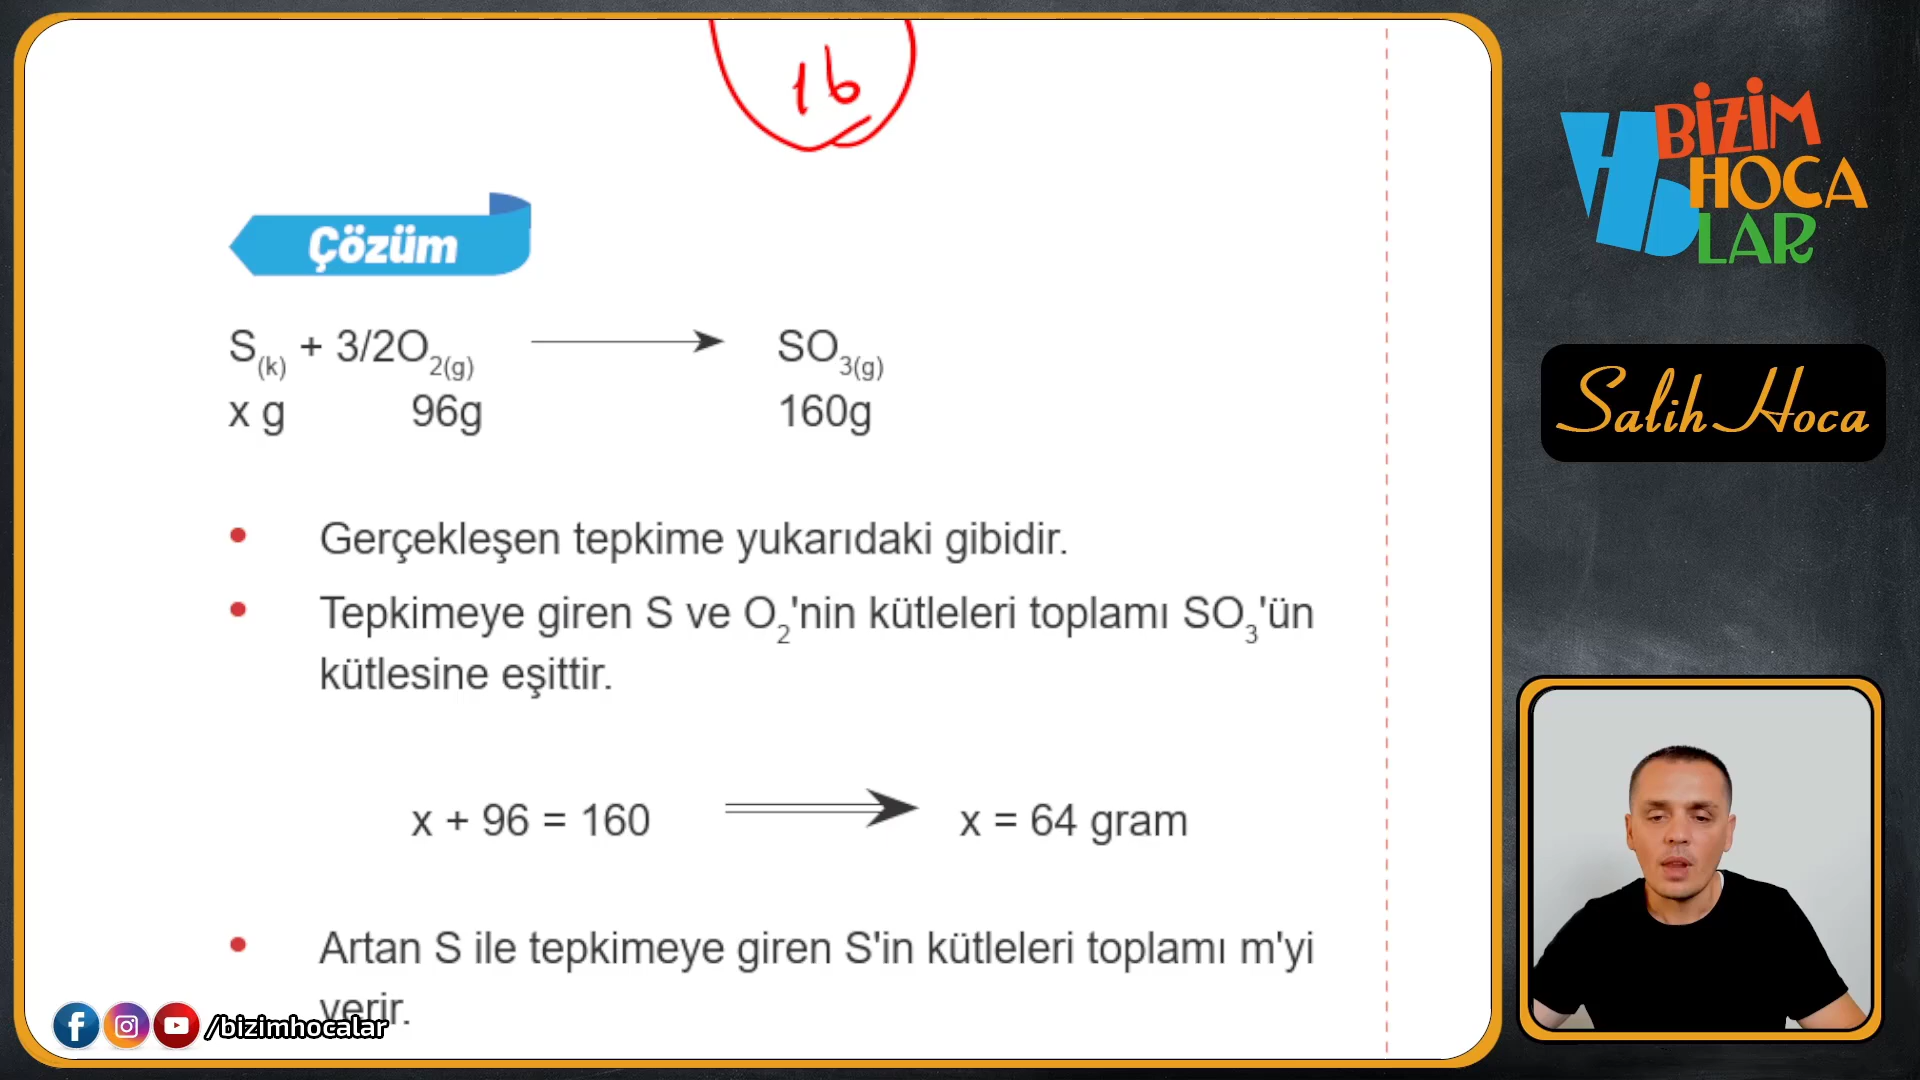 16
Çözüm
S(k) + 3/2O2(g) → SO3(g)
x g 96g 160g
• Gerçekleşen tepkime yukarıdaki gibidir.
• Tepkimeye giren S ve O2'nin kütleleri toplamı SO3'ün
kütlesine eşittir.
x + 96 = 160 ⟹ x = 64 gram
• Artan S ile tepkimeye giren S'in kütleleri toplamı m'yi
verir.
/bizimhocalar
BİZİM
HOCA
LAR
Salih Hoca